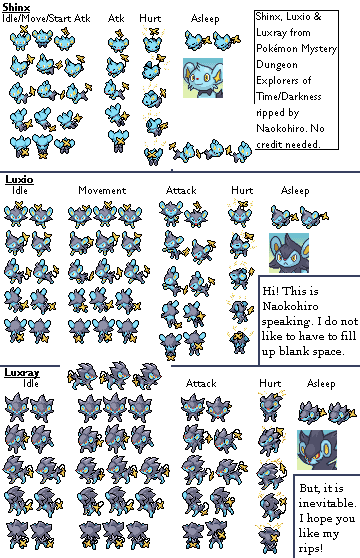 Shinx
Idle/Move/Start Atk Atk Hurt Asleep
Shinx, Luxio &
Luxray from
Pokémon Mystery
Dungeon
Explorers of
Time/Darkness
ripped by
Naokohiro. No
credit needed.
Luxio
Idle Movement Attack Hurt Asleep
Hi! This is
Naokohiro
speaking. I do not
like to have to fill
up blank space.
Luxray
Idle Attack Hurt Asleep
But, it is
inevitable.
I hope you
like my
rips!